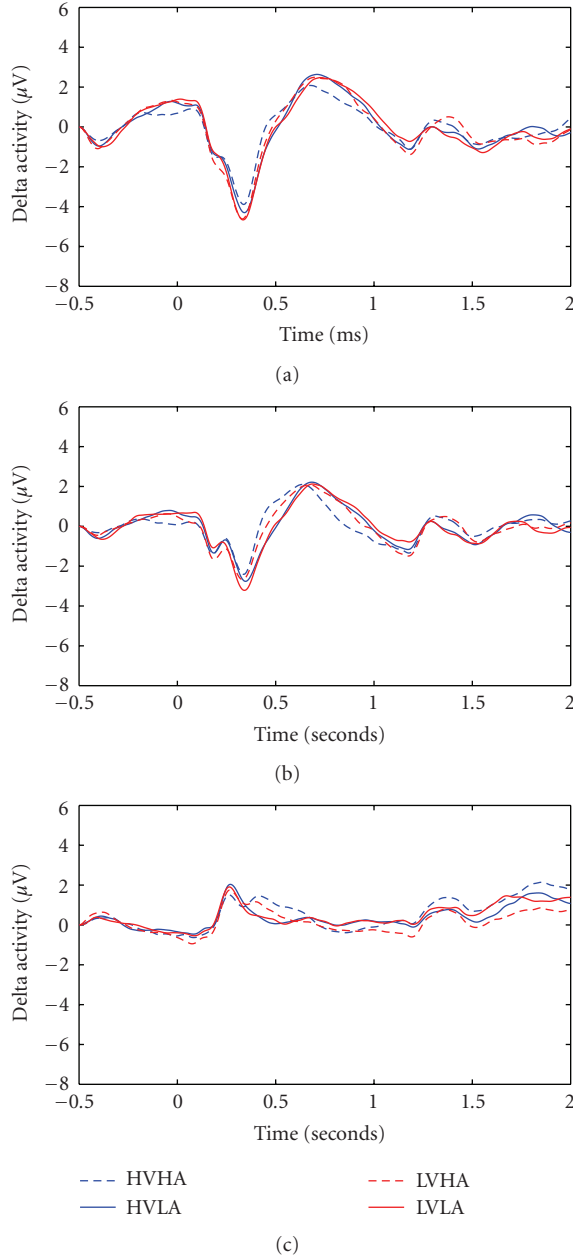 6
4
2
0
−2
−4
−6
−8
Delta activity (μV)
−0.5 0 0.5 1 1.5 2
Time (ms)
(a)
6
4
2
0
−2
−4
−6
−8
Delta activity (μV)
−0.5 0 0.5 1 1.5 2
Time (seconds)
(b)
6
4
2
0
−2
−4
−6
−8
Delta activity (μV)
−0.5 0 0.5 1 1.5 2
Time (seconds)
HVHA LVHA
HVLA LVLA
(c)